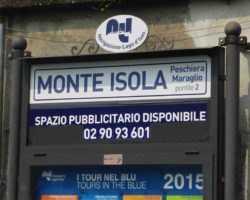 Navigazione Lago d'Iseo
MONTE ISOLA
Peschiera
Maraglio
pontile 2
SPAZIO PUBBLICITARIO DISPONIBILE
02 90 93 601
I TOUR NEL BLU
TOURS IN THE BLUE
2015